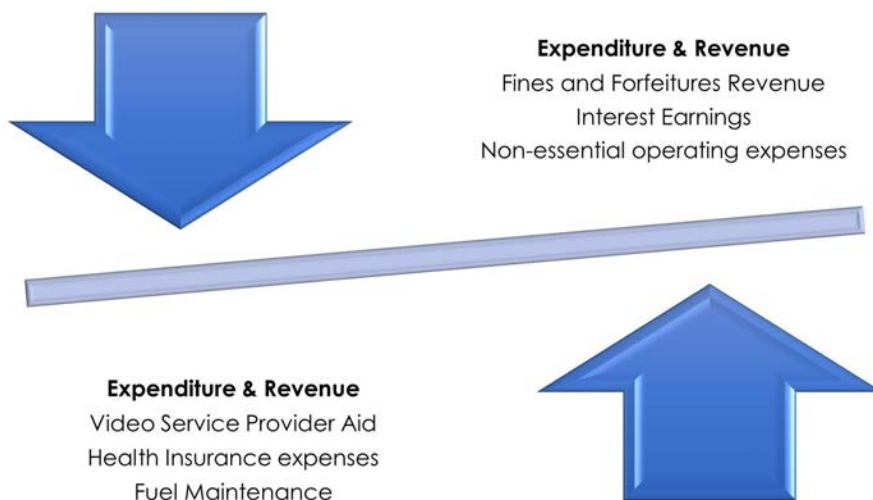 Expenditure & Revenue
Fines and Forfeitures Revenue
Interest Earnings
Non-essential operating expenses
Expenditure & Revenue
Video Service Provider Aid
Health Insurance expenses
Fuel Maintenance